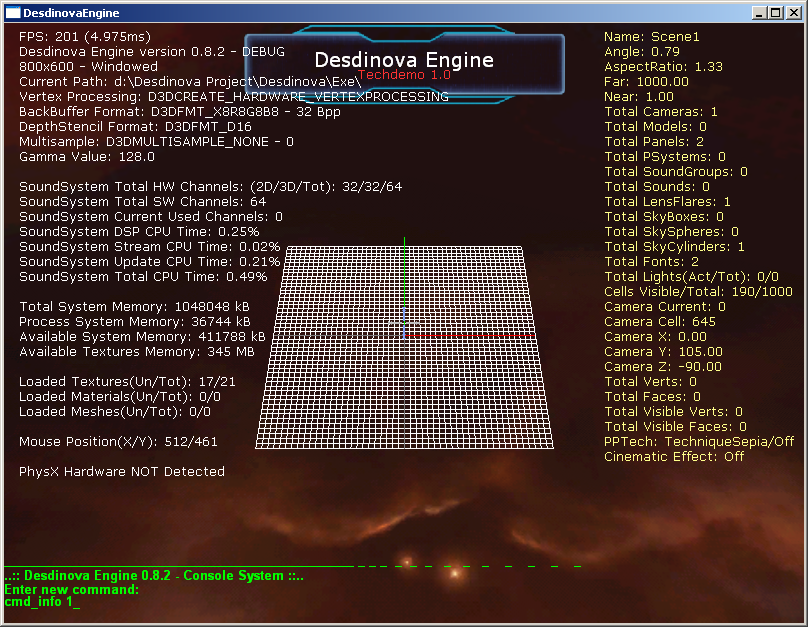 DesdinovaEngine
FPS: 201 (4.975ms)
Desdinova Engine version 0.8.2 - DEBUG
800x600 - Windowed
Current Path: d:\Desdinova Project\Desdinova\Exe\
Vertex Processing: D3DCREATE_HARDWARE_VERTEXPROCESSING
BackBuffer Format: D3DFMT_X8R8G8B8 - 32 Bpp
DepthStencil Format: D3DFMT_D16
Multisample: D3DMULTISAMPLE_NONE - 0
Gamma Value: 128.0
SoundSystem Total HW Channels: (2D/3D/Tot): 32/32/64
SoundSystem Total SW Channels: 64
SoundSystem Current Used Channels: 0
SoundSystem DSP CPU Time: 0.25%
SoundSystem Stream CPU Time: 0.02%
SoundSystem Update CPU Time: 0.21%
SoundSystem Total CPU Time: 0.49%
Total System Memory: 1048048 kB
Process System Memory: 36744 kB
Available System Memory: 411788 kB
Available Textures Memory: 345 MB
Loaded Textures(Un/Tot): 17/21
Loaded Materials(Un/Tot): 0/0
Loaded Meshes(Un/Tot): 0/0
Mouse Position(X/Y): 512/461
PhysX Hardware NOT Detected
Desdinova Engine
Techdemo 1.0
Name: Scene1
Angle: 0.79
AspectRatio: 1.33
Far: 1000.00
Near: 1.00
Total Cameras: 1
Total Models: 0
Total Panels: 2
Total PSystems: 0
Total SoundGroups: 0
Total Sounds: 0
Total LensFlares: 1
Total SkyBoxes: 0
Total SkySpheres: 0
Total SkyCylinders: 1
Total Fonts: 2
Total Lights(Act/Tot): 0/0
Cells Visible/Total: 190/1000
Camera Current: 0
Camera Cell: 645
Camera X: 0.00
Camera Y: 105.00
Camera Z: -90.00
Total Verts: 0
Total Faces: 0
Total Visible Verts: 0
Total Visible Faces: 0
PPTech: TechniqueSepia/Off
Cinematic Effect: Off
..:: Desdinova Engine 0.8.2 - Console System ::..
Enter new command:
cmd_info 1_